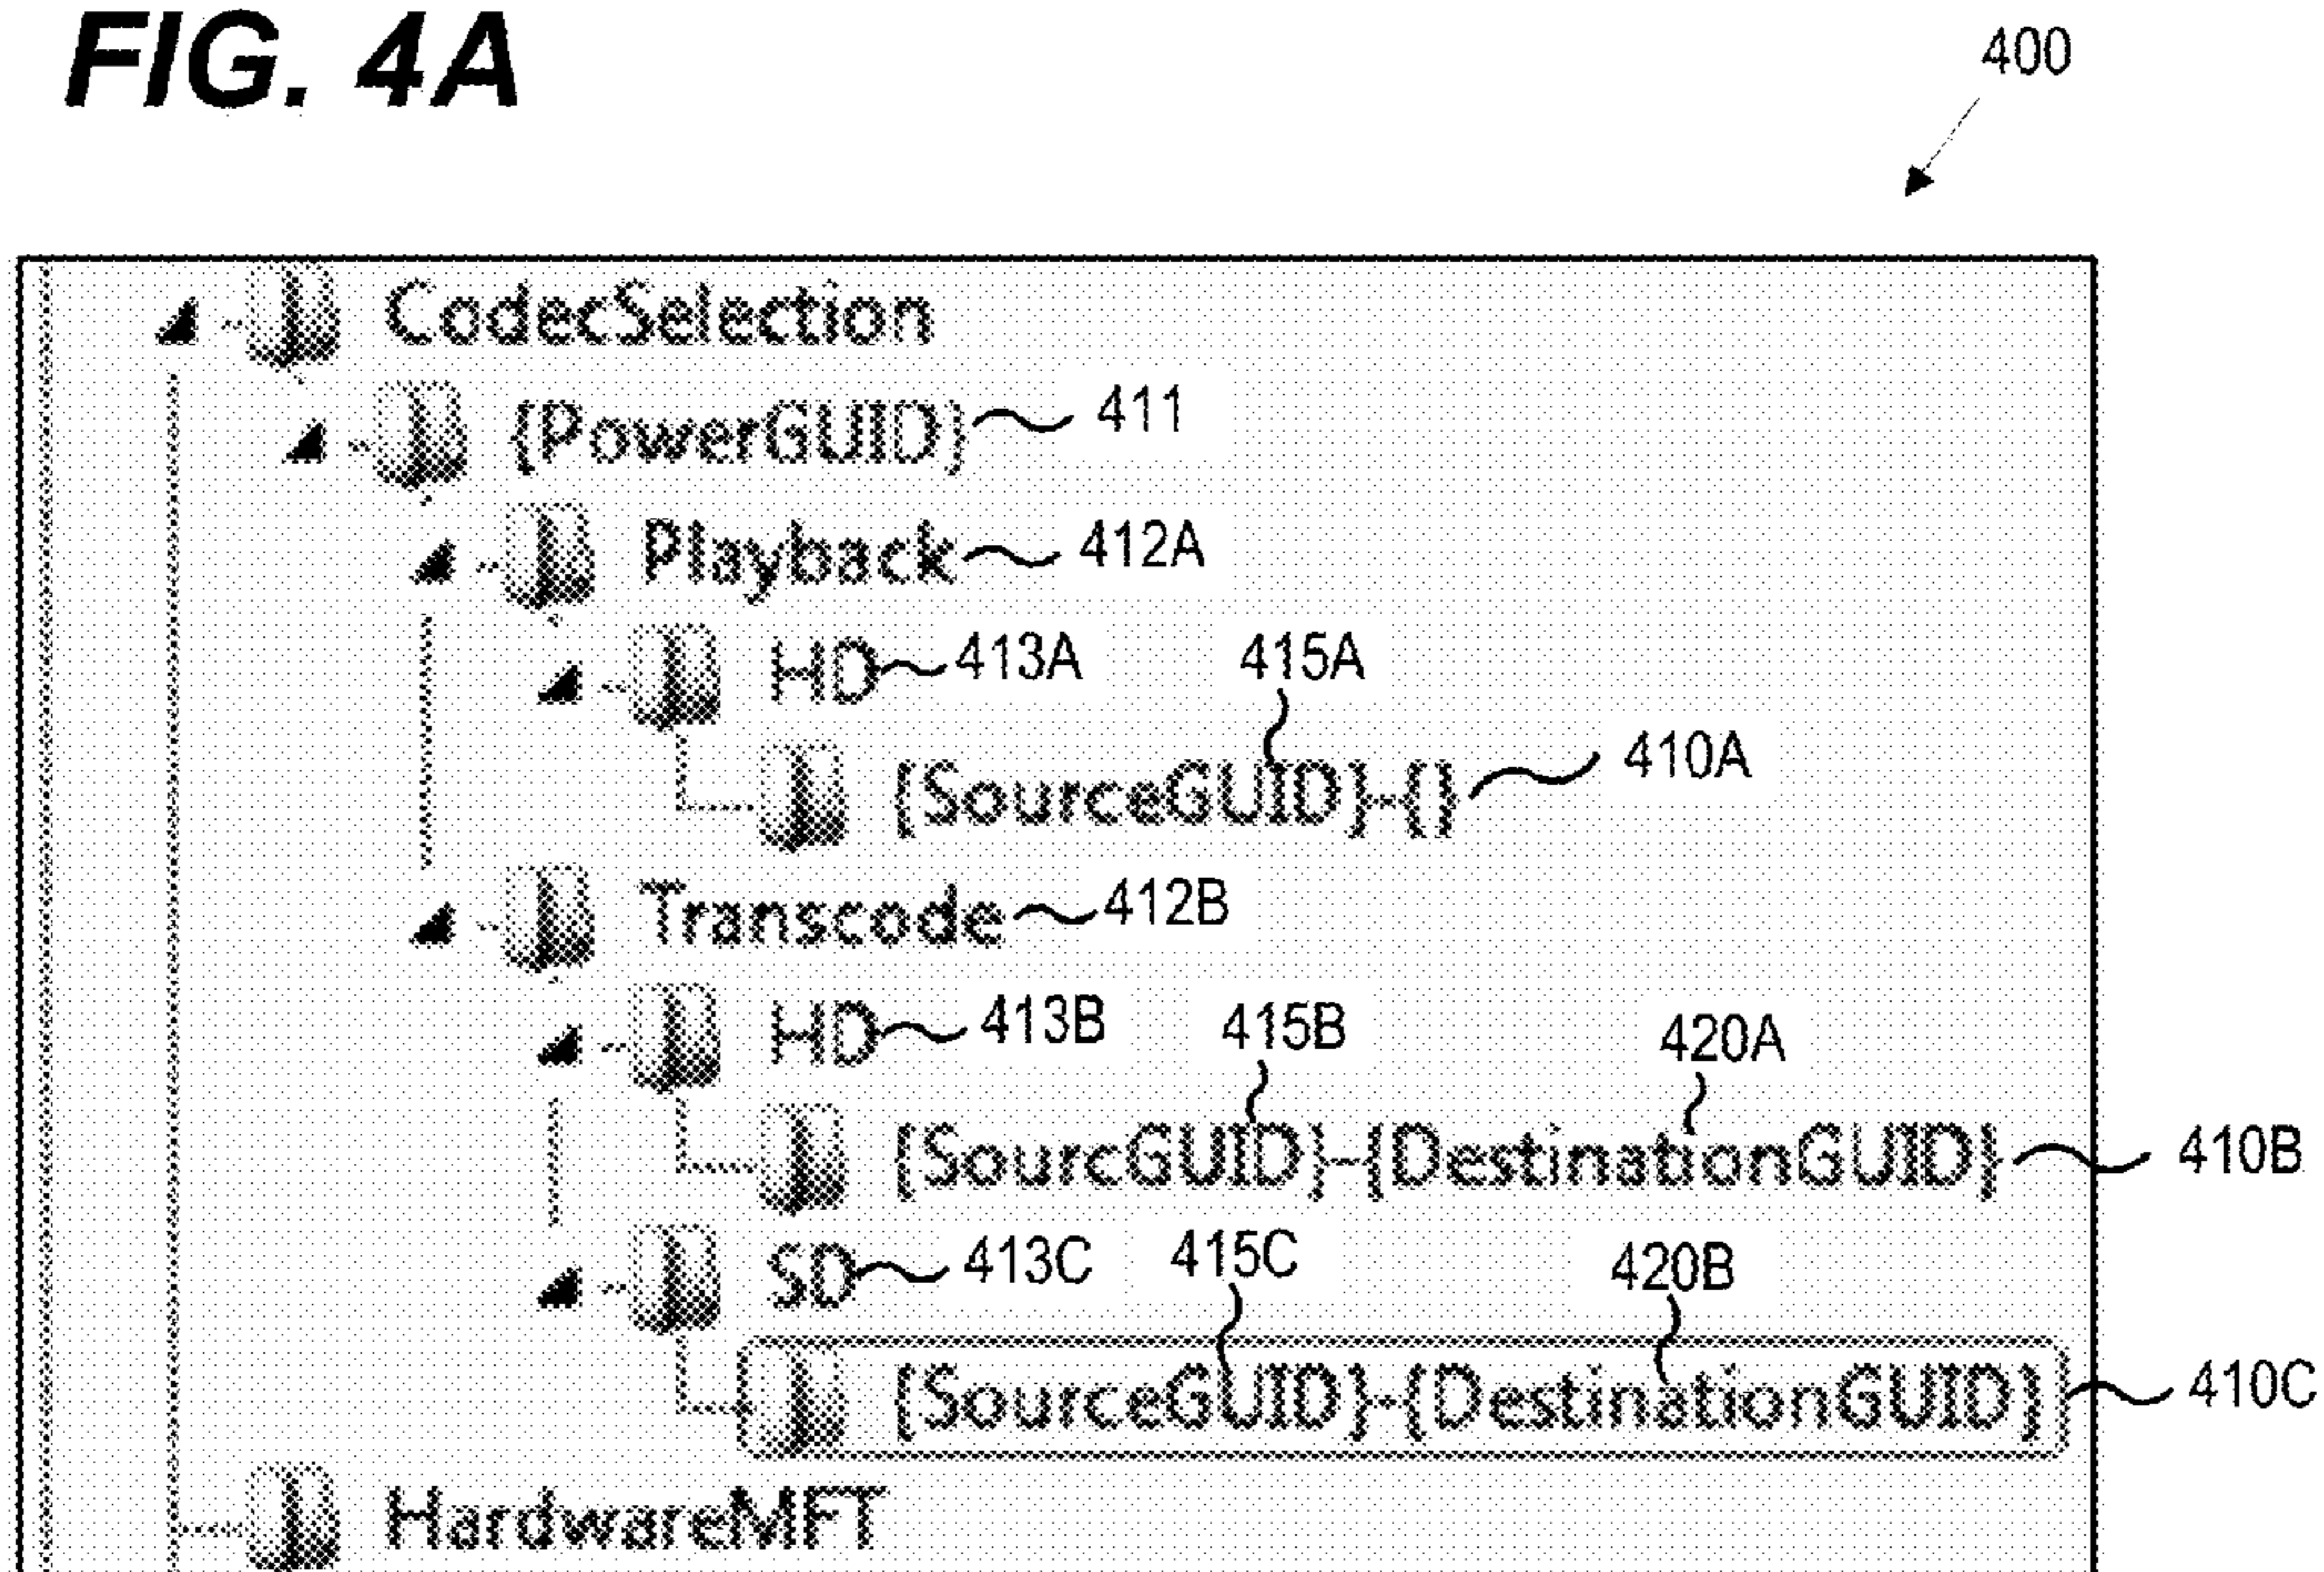 FIG. 4A
400
CodecSelection
{PowerGUID} 411
Playback 412A
HD 413A 415A
{SourceGUID}-{} 410A
Transcode 412B
HD 413B 415B 420A
{SourcGUID}-{DestinationGUID} 410B
SD 413C 415C 420B
{SourceGUID}-{DestinationGUID} 410C
HardwareMFT